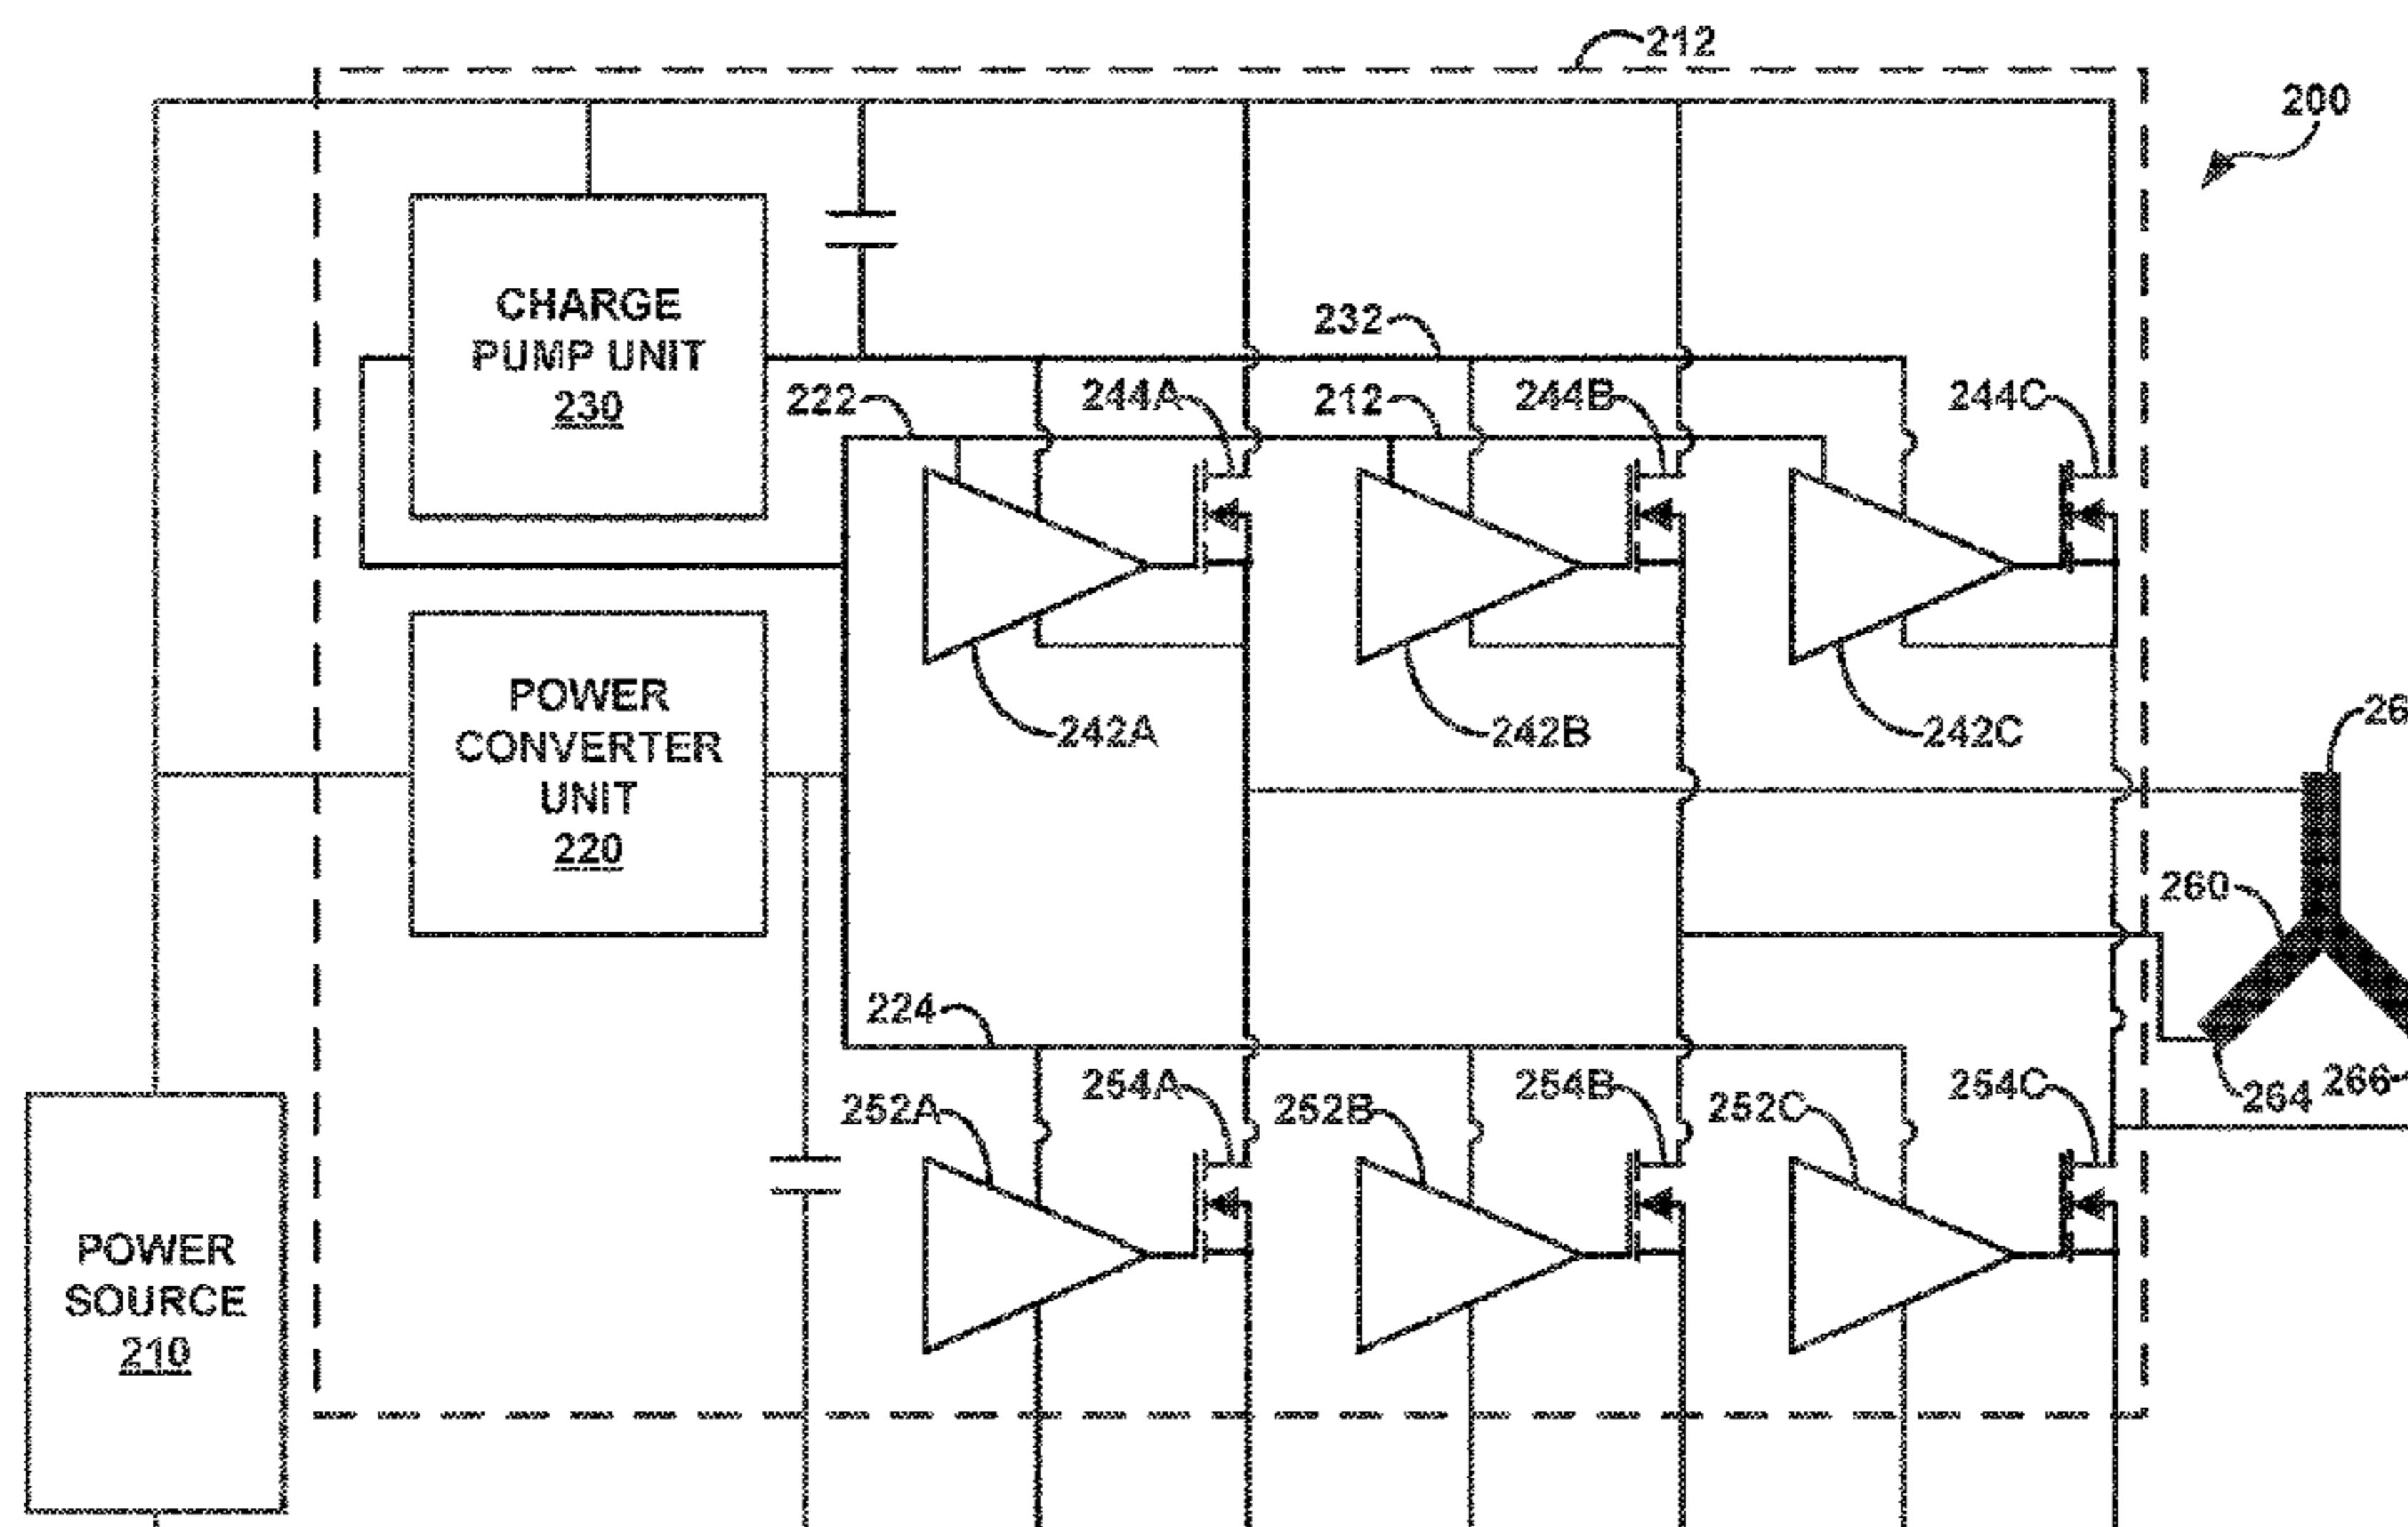 212
200
CHARGE
PUMP UNIT
230
232
222
244A
212
244B
244C
242A
242B
242C
POWER
CONVERTER
UNIT
220
260
224
252A
254A
252B
254B
252C
254C
264
266
POWER
SOURCE
210